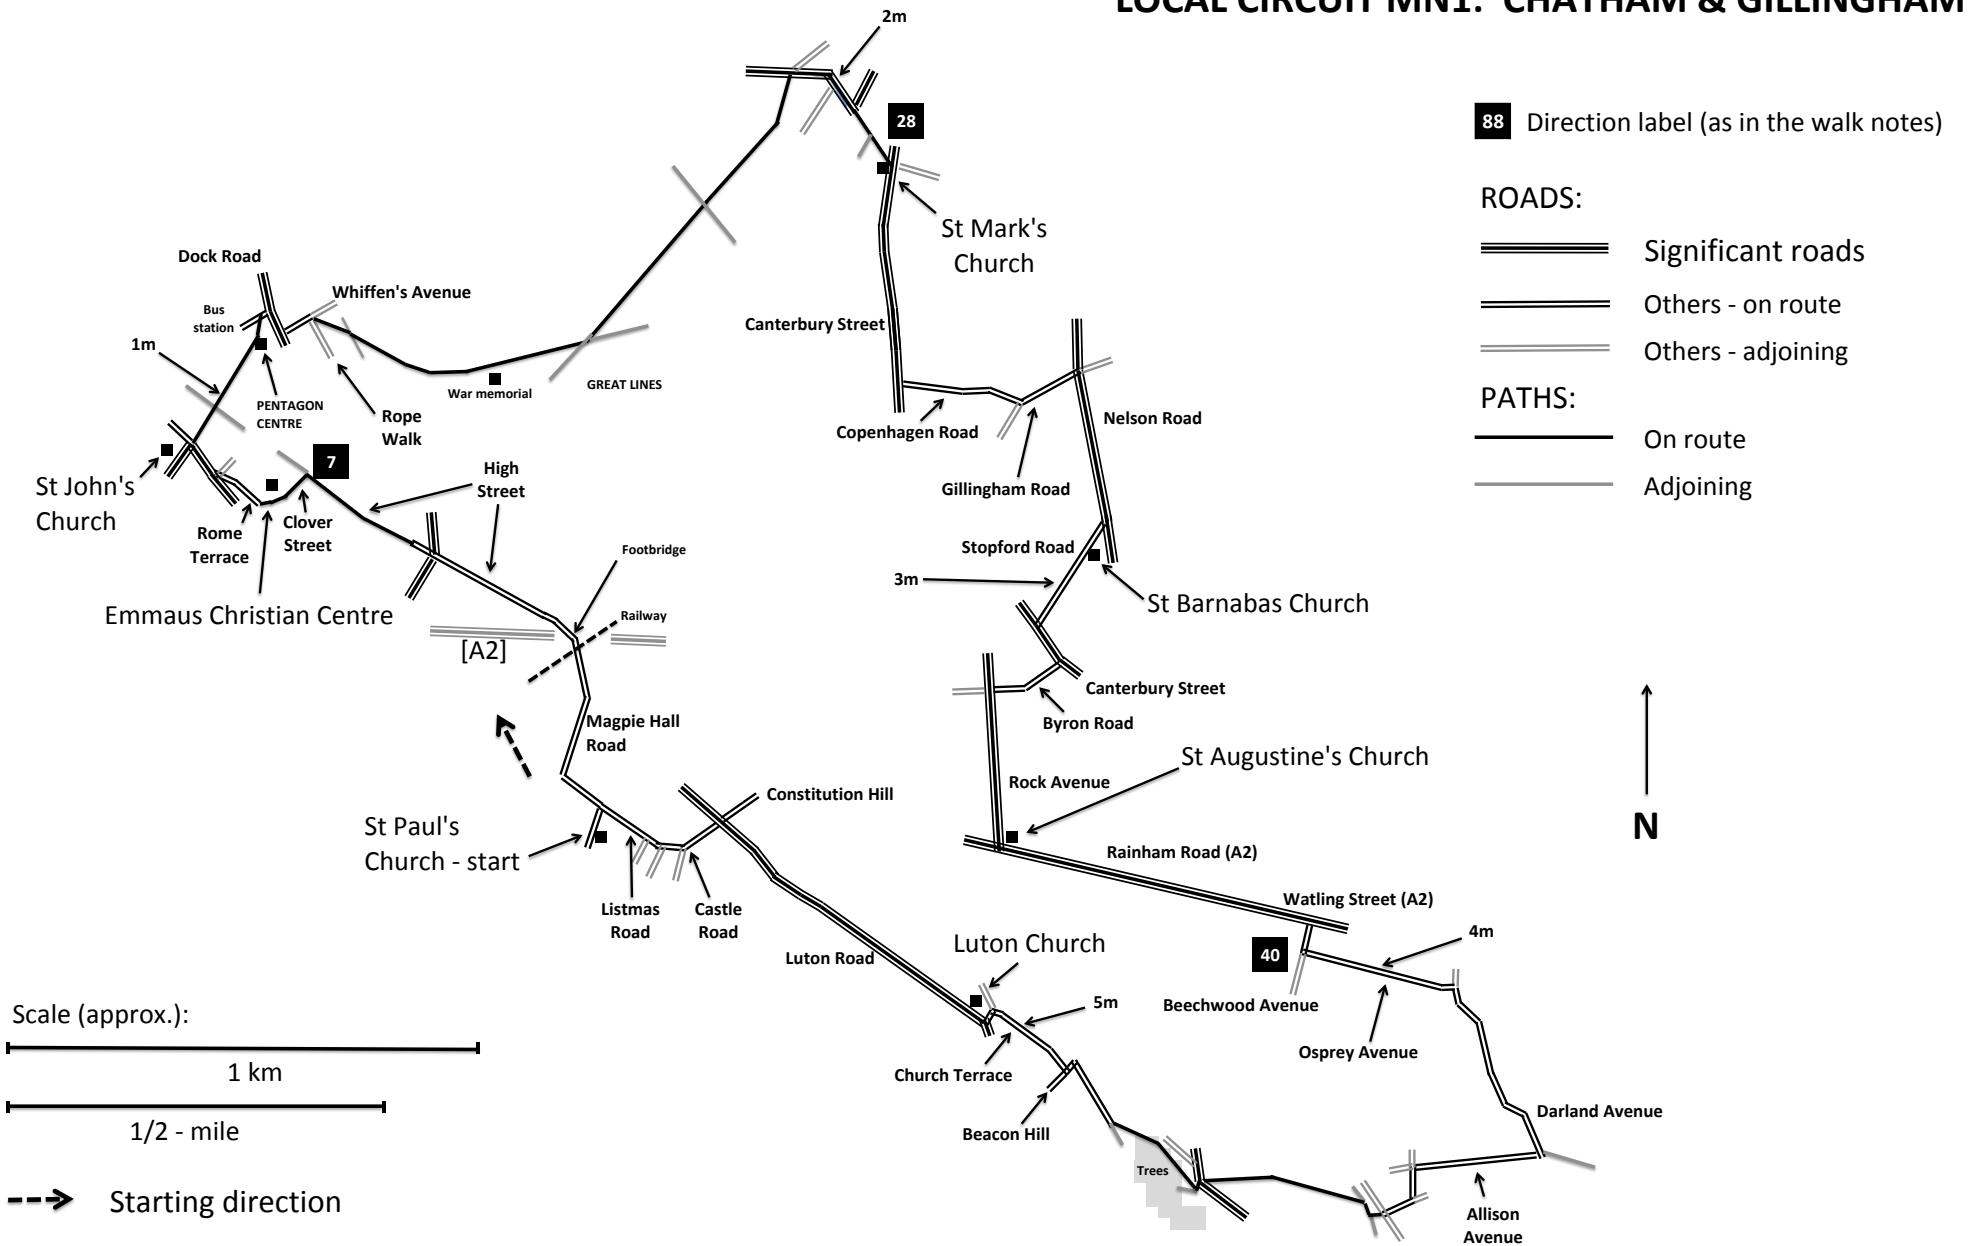 LOCAL CIRCUIT MN1: CHATHAM & GILLINGHAM
2m
28
88 Direction label (as in the walk notes)
ROADS:
Significant roads
Others - on route
Others - adjoining
PATHS:
On route
Adjoining
St Mark's
Church
Dock Road
Whiffen's Avenue
Bus
station
1m
Canterbury Street
War memorial
GREAT LINES
PENTAGON
CENTRE
Rope
Walk
Copenhagen Road
Nelson Road
Gillingham Road
7
High
Street
St John's
Church
Rome
Terrace
Clover
Street
Footbridge
Stopford Road
3m
St Barnabas Church
Emmaus Christian Centre
Railway
[A2]
Canterbury Street
Byron Road
Magpie Hall
Road
St Augustine's Church
Rock Avenue
Constitution Hill
St Paul's
Church - start
N
Rainham Road (A2)
Watling Street (A2)
Listmas
Road
Castle
Road
4m
Luton Church
40
Luton Road
Beechwood Avenue
5m
Osprey Avenue
Scale (approx.):
1 km
1/2 - mile
Church Terrace
Beacon Hill
Darland Avenue
Trees
Starting direction
Allison
Avenue